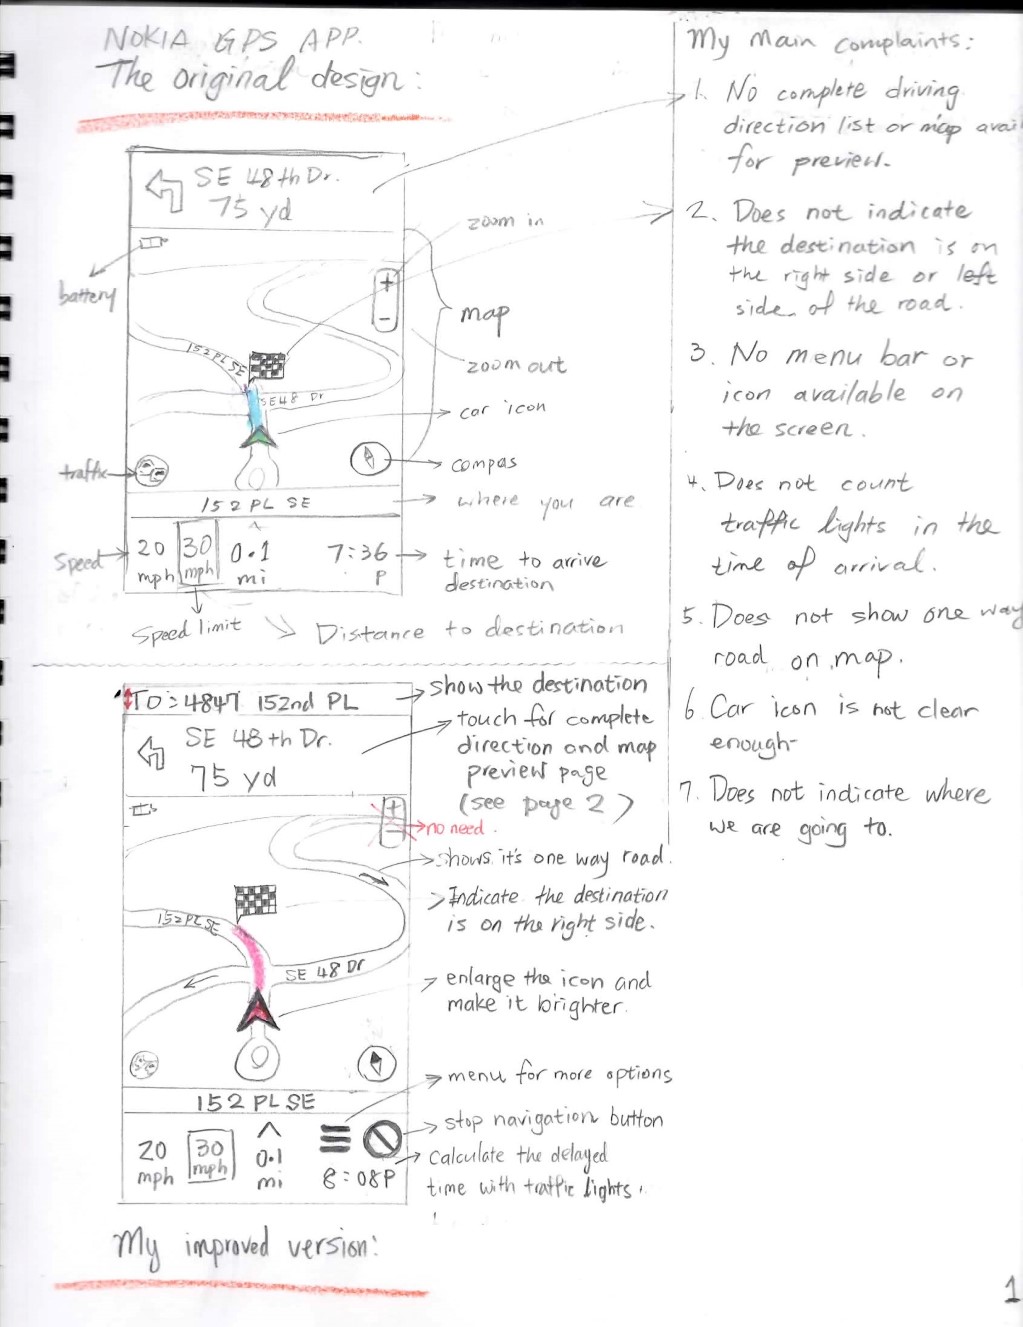 NOKIA GPS APP.
The original design:
SE 48th Dr.
75 yd
zoom in
battery
+
-
map
152 PL SE
zoom out
SE 48 Dr
car icon
traffic
compas
152 PL SE
where you are
Speed
20
mph
30
mph
^
0.1
mi
7:36
P
time to arrive
destination
Speed limit
Distance to destination
My Main complaints:
1. No complete driving
direction list or map avai
for preview.
2. Does not indicate
the destination is on
the right side or left
side of the road.
3. No menu bar or
icon available on
the screen.
4. Does not count
traffic lights in the
time of arrival.
5. Does not show one way
road on map.
6 Car icon is not clear
enough
7. Does not indicate where
we are going to.
TO: 4847 152nd PL
show the destination
SE 48th Dr.
75 yd
touch for complete
direction and map
preview page
(see page 2)
+
-
no need.
shows it's one way road.
Indicate the destination
is on the right side.
152 PL SE
SE 48 Dr
enlarge the icon and
make it brighter.
menu for more options
152 PL SE
stop navigation button
20
mph
30
mph
^
0.1
mi
8:08P
Calculate the delayed
time with traffic lights.
My improved version:
1